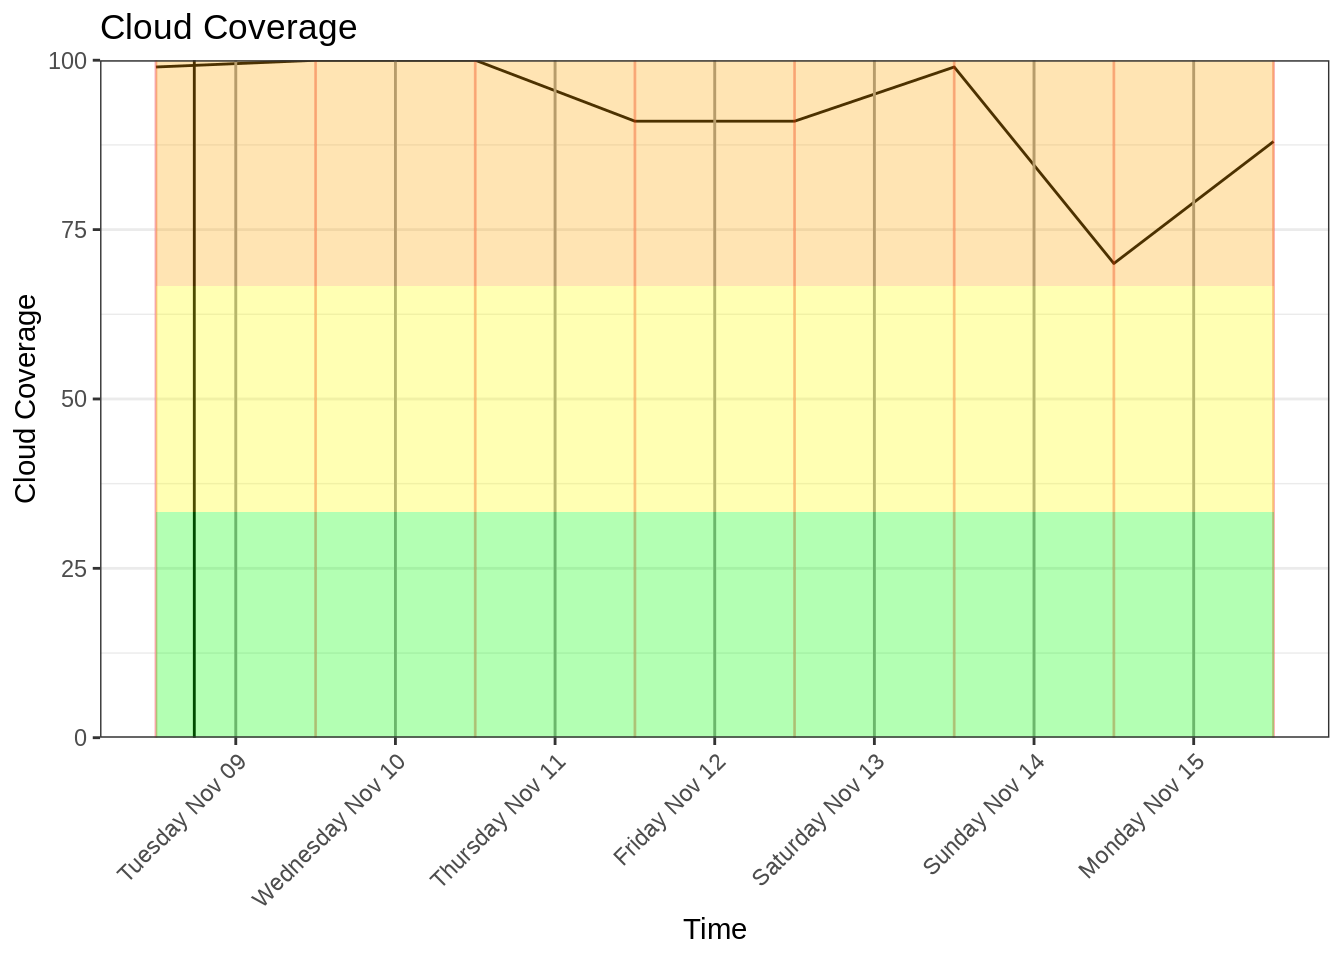 Cloud Coverage
100
75
50
25
0
Cloud Coverage
Tuesday Nov 09
Wednesday Nov 10
Thursday Nov 11
Friday Nov 12
Saturday Nov 13
Sunday Nov 14
Monday Nov 15
Time